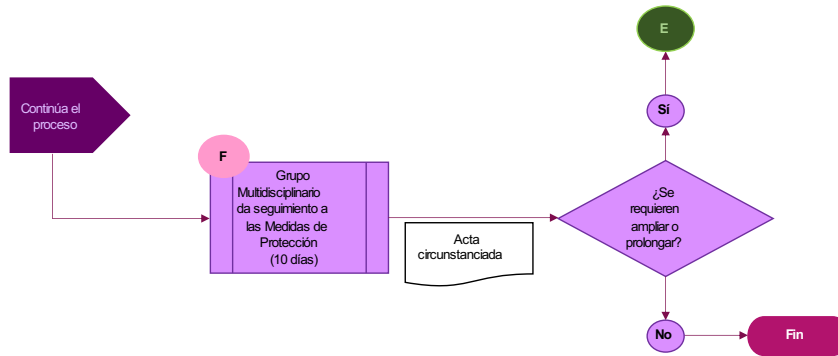 E
Continúa el
proceso
Sí
F
Grupo
Multidisciplinario
da seguimiento a
las Medidas de
Protección
(10 días)
Acta
circunstanciada
¿Se
requieren
ampliar o
prolongar?
No
Fin